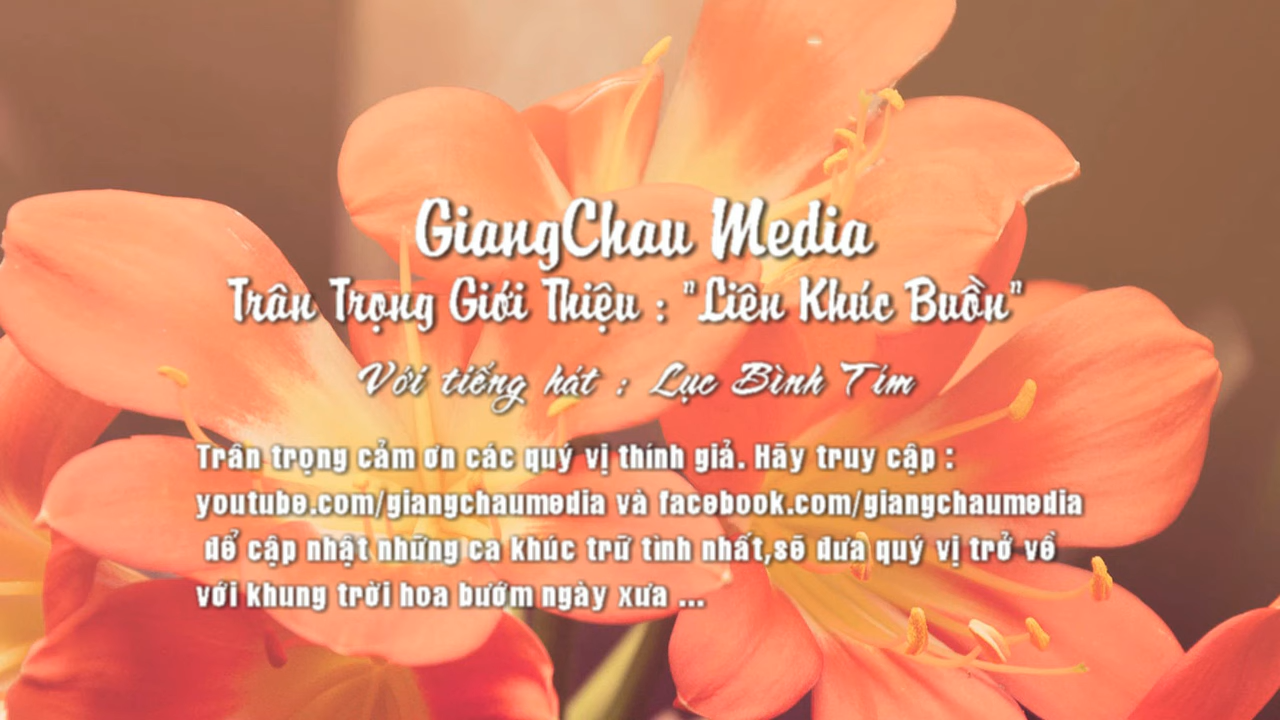 GiangChau Media
Trân Trọng Giới Thiệu : "Liên Khúc Buồn"
Với tiếng hát : Lục Bình Tím
Trân trọng cảm ơn các quý vị thính giả. Hãy truy cập :
youtube.com/giangchaumedia và facebook.com/giangchaumedia
để cập nhật những ca khúc trữ tình nhất,sẽ đưa quý vị trở về
với khung trời hoa bướm ngày xưa ...